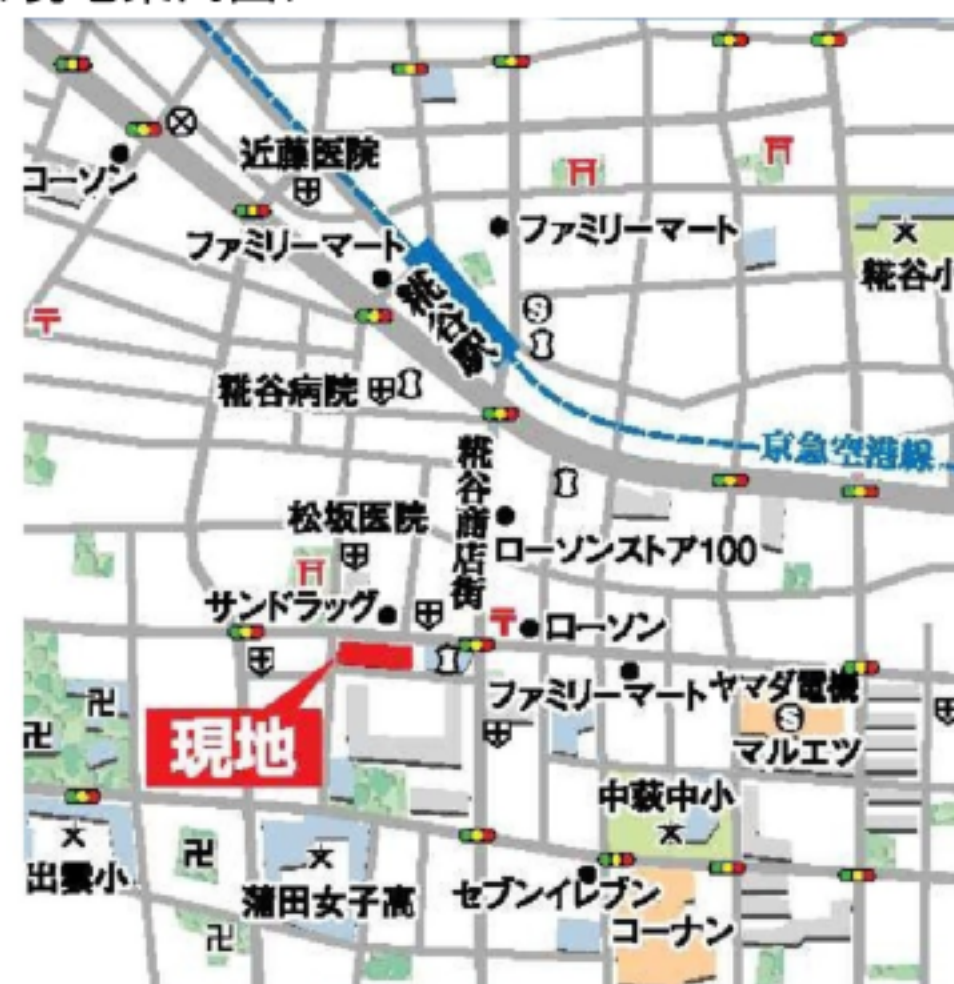 近藤医院
ローソン
ファミリーマート
ファミリーマート
糀谷小
糀谷駅
糀谷病院
京急空港線
糀谷商店街
松坂医院
ローソンストア100
サンドラッグ
ローソン
ファミリーマート
ヤマダ電機
現地
マルエツ
中萩中小
出雲小
蒲田女子高
セブンイレブン
コーナン